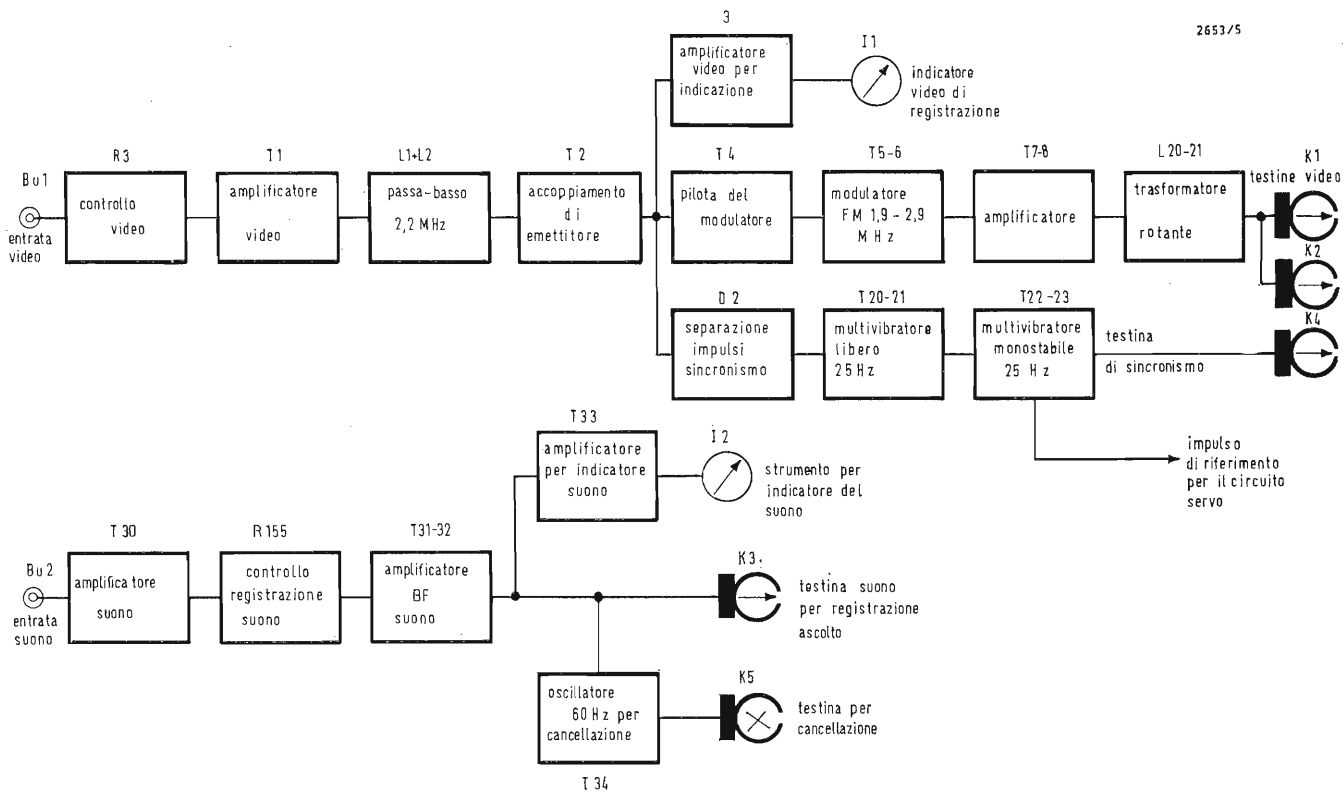 2653/5
3
amplificatore
video per
indicazione
I1
indicatore
video di
registrazione
Bu1
entrata
video
R3
controllo
video
T1
amplificatore
video
L1+L2
passa-basso
2,2 MHz
T2
accoppiamento
di
emettitore
T4
pilota del
modulatore
T5-6
modulatore
FM 1,9-2,9
MHz
T7-8
amplificatore
L20-21
trasformatore
rotante
K1
testine video
K2
D2
separazione
impulsi
sincronismo
T20-21
multivibratore
libero
25Hz
T22-23
multivibratore
monostabile
25 Hz
testina
di sincronismo
K4
impulso
di riferimento
per il circuito
servo
T33
amplificatore
per indicatore
suono
I2
strumento per
indicatore del
suono
Bu2
entrata
suono
T30
amplificatore
suono
R155
controllo
registrazione
suono
T31-32
amplificatore
BF
suono
K3
testina suono
per registrazione
ascolto
oscillatore
60Hz per
cancellazione
T34
K5
testina per
cancellazione